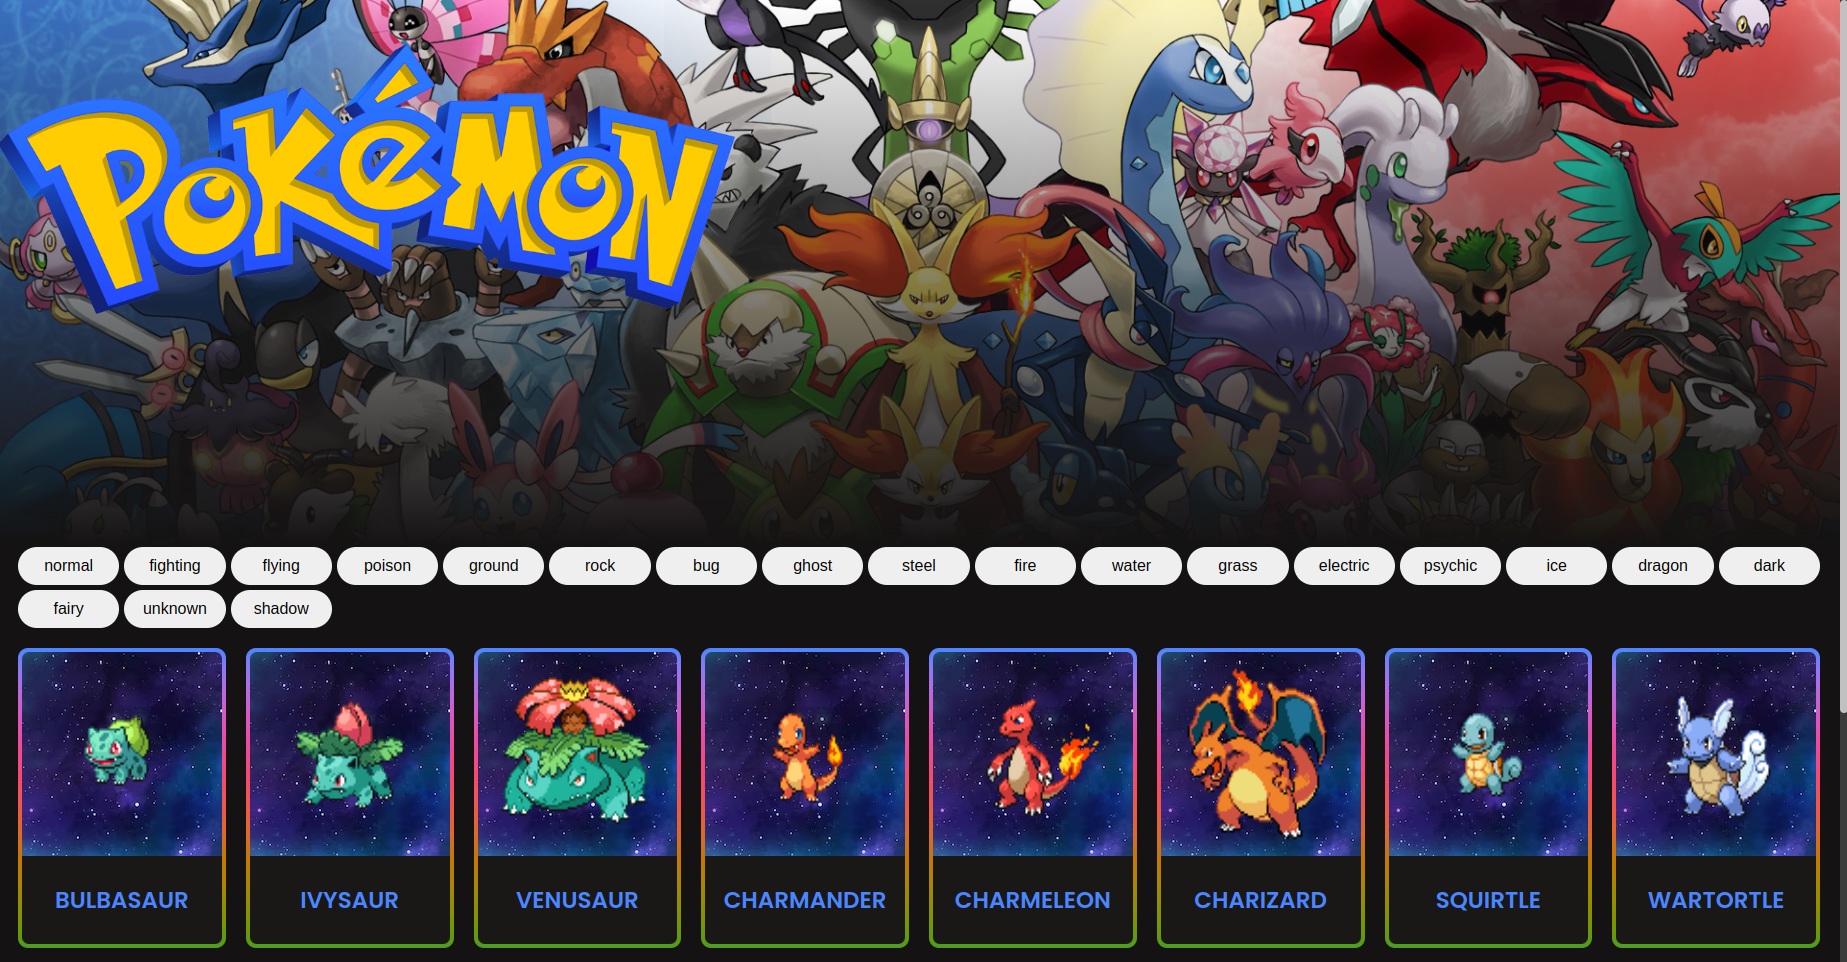 POKéMON
normal fighting flying poison ground rock bug ghost steel fire water grass electric psychic ice dragon dark
fairy unknown shadow
BULBASAUR IVYSAUR VENUSAUR CHARMANDER CHARMELEON CHARIZARD SQUIRTLE WARTORTLE